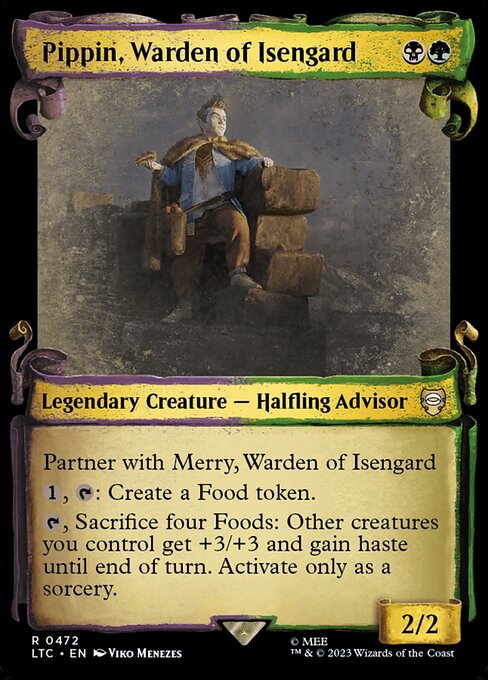 Pippin, Warden of Isengard
Legendary Creature — Halfling Advisor
Partner with Merry, Warden of Isengard
1, : Create a Food token.
, Sacrifice four Foods: Other creatures
you control get +3/+3 and gain haste
until end of turn. Activate only as a
sorcery.
2/2
R 0472
LTC • EN Viko Menezes
© MEE
™ & © 2023 Wizards of the Coast